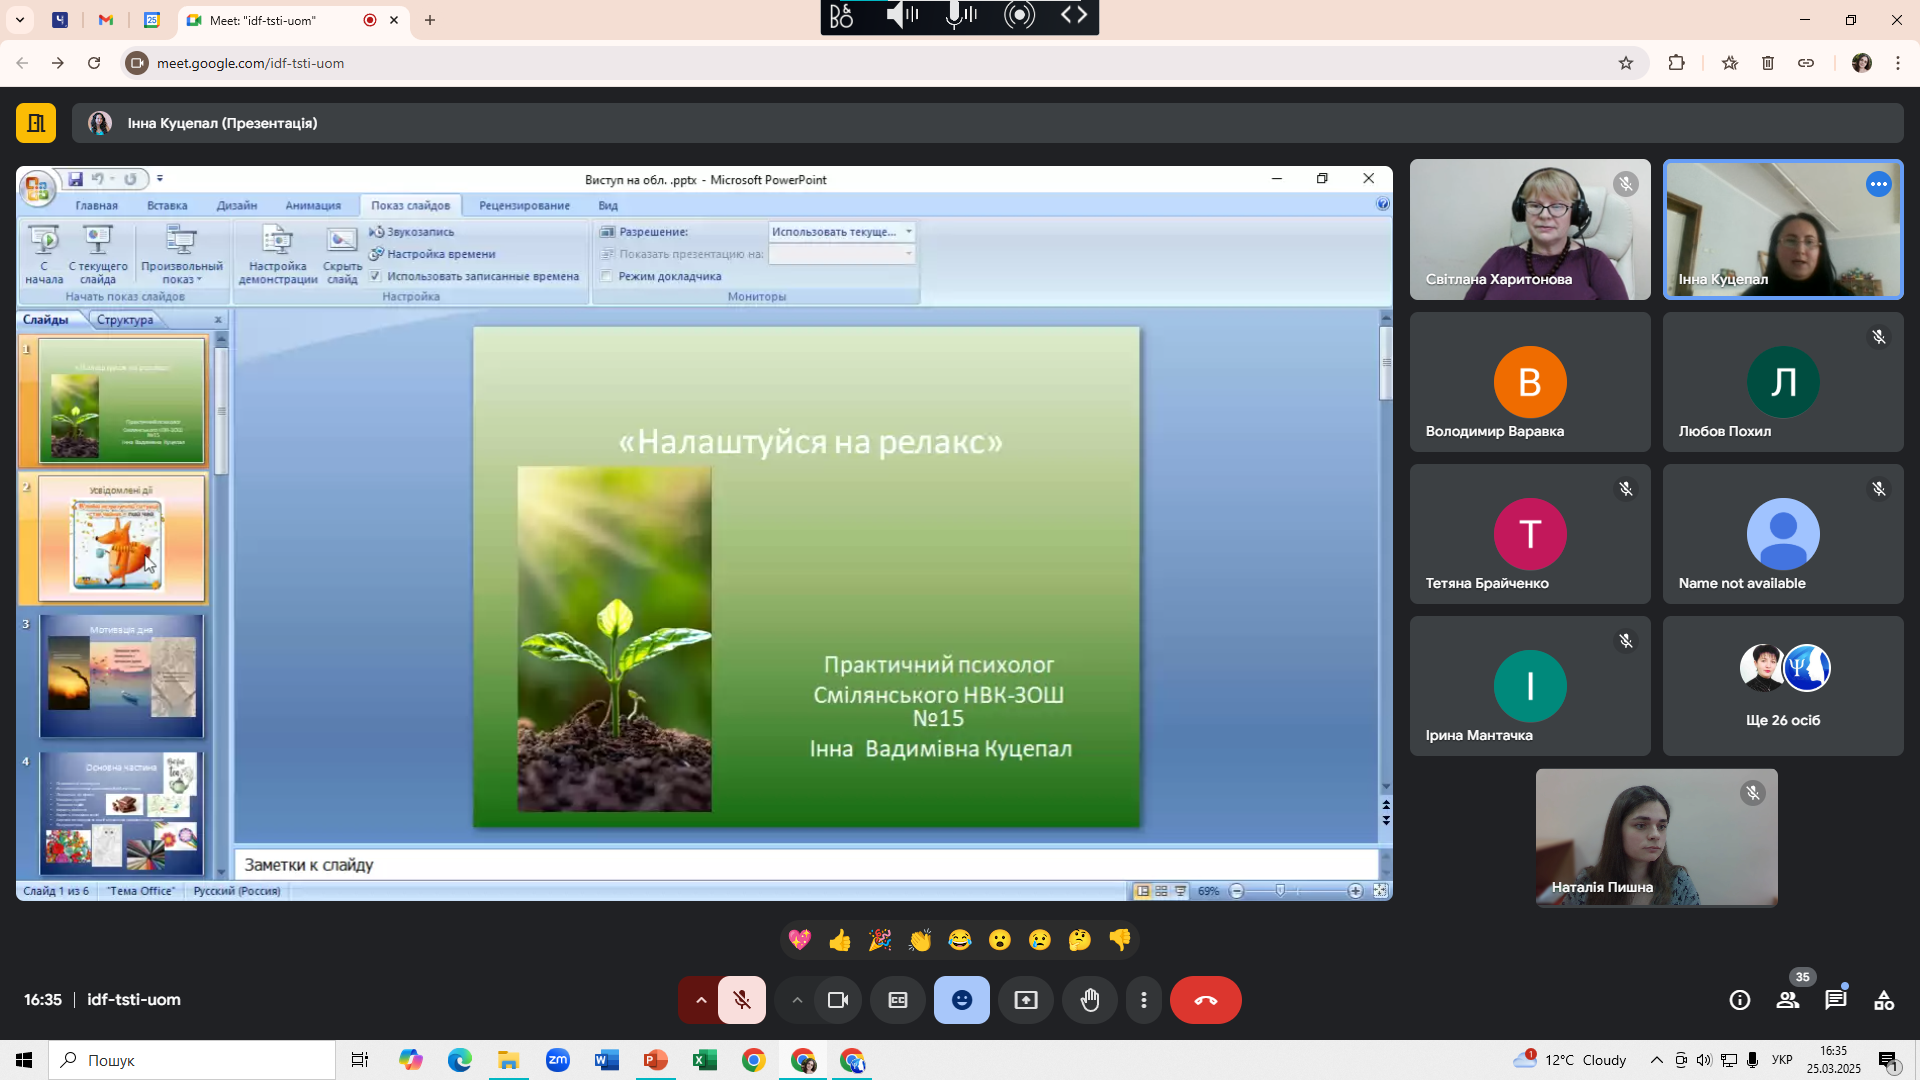 Meet: "idf-tsti-uom"
meet.google.com/idf-tsti-uom
Інна Куцепал (Презентація)
Виступ на обл. .pptx - Microsoft PowerPoint
Главная Вставка Дизайн Анимация Показ слайдов Рецензирование Вид
С начала
С текущего слайда
Произвольный показ
Начать показ слайдов
Настройка демонстрации
Скрыть слайд
Звукозапись
Настройка времени
Использовать записанные времена
Настройка
Разрешение:
Использовать текуще...
Показать презентацию на:
Режим докладчика
Мониторы
Слайды Структура
1
2
Усвідомлені дії
3
Мотивація дня
4
Основна частина
«Налаштуйся на релакс»
Практичний психолог
Смілянського НВК-ЗОШ
№15
Інна Вадимівна Куцепал
Заметки к слайду
Слайд 1 из 6 "Тема Office" Русский (Россия)
69%
Світлана Харитонова
Інна Куцепал
В
Володимир Варавка
Л
Любов Похил
Т
Тетяна Брайченко
Name not available
І
Ірина Мантачка
Ще 26 осіб
Наталія Пишна
16:35 | idf-tsti-uom
35
Пошук
12°C Cloudy
УКР
16:35
25.03.2025